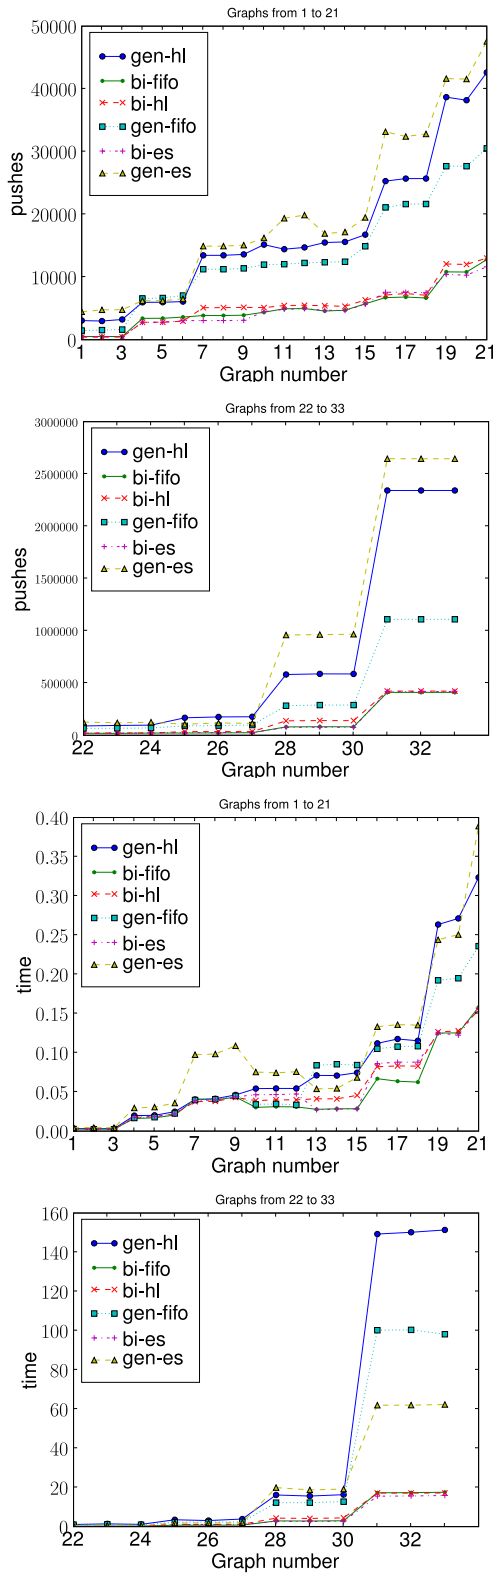 Graphs from 1 to 21
50000
40000
30000
20000
10000
0
pushes
gen-hl
bi-fifo
bi-hl
gen-fifo
bi-es
gen-es
1 3 5 7 9 11 13 15 17 19 21
Graph number
Graphs from 22 to 33
3000000
2500000
2000000
1500000
1000000
500000
0
pushes
gen-hl
bi-fifo
bi-hl
gen-fifo
bi-es
gen-es
22 24 26 28 30 32
Graph number
Graphs from 1 to 21
0.40
0.35
0.30
0.25
0.20
0.15
0.10
0.05
0.00
time
gen-hl
bi-fifo
bi-hl
gen-fifo
bi-es
gen-es
1 3 5 7 9 11 13 15 17 19 21
Graph number
Graphs from 22 to 33
160
140
120
100
80
60
40
20
0
time
gen-hl
bi-fifo
bi-hl
gen-fifo
bi-es
gen-es
22 24 26 28 30 32
Graph number